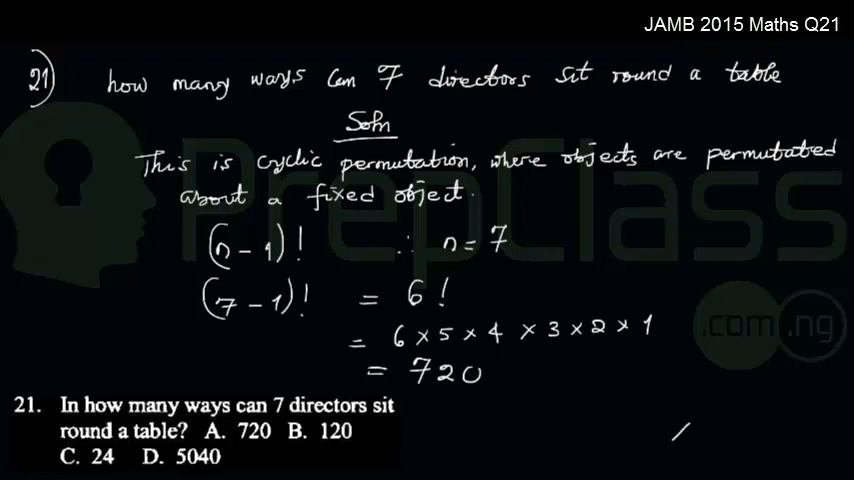 JAMB 2015 Maths Q21
21) how many ways can 7 directors sit round a table
Soln
This is cyclic permutation, where objects are permutated
about a fixed object.
(n - 1)! ∴ n = 7
(7 - 1)! = 6!
= 6 × 5 × 4 × 3 × 2 × 1
= 720
PrepClass
.com.ng
21. In how many ways can 7 directors sit
round a table? A. 720 B. 120
C. 24 D. 5040